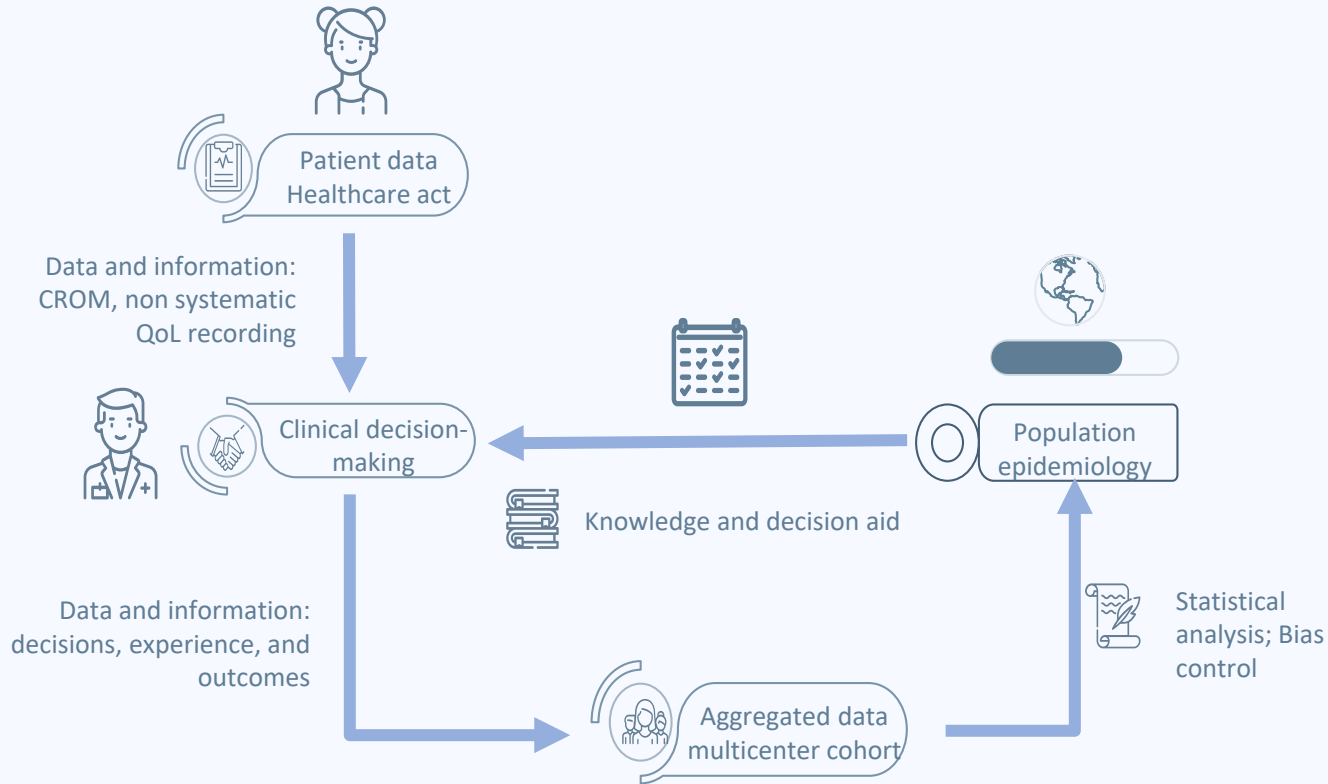 Patient data
Healthcare act
Data and information:
CROM, non systematic
QoL recording
Clinical decision-
making
Population
epidemiology
Knowledge and decision aid
Data and information:
decisions, experience, and
outcomes
Statistical
analysis; Bias
control
Aggregated data
multicenter cohort